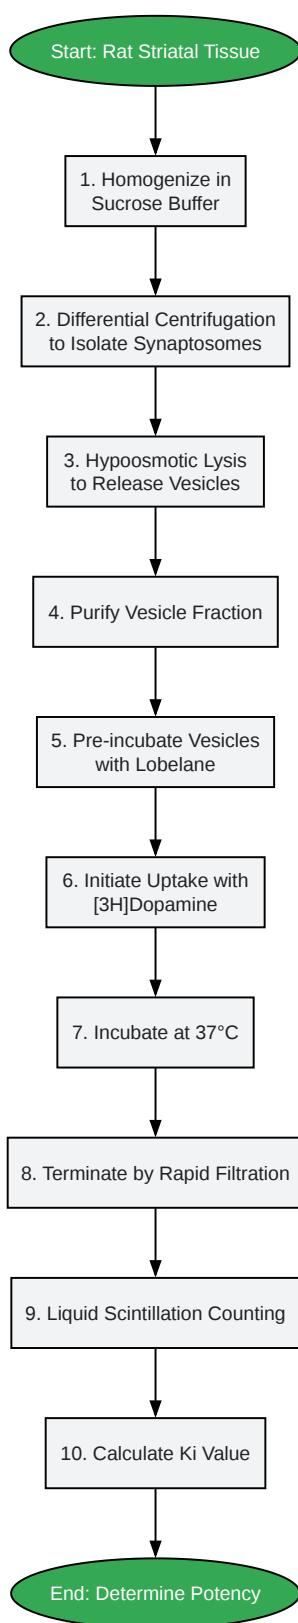 Start: Rat Striatal Tissue
1. Homogenize in
Sucrose Buffer
2. Differential Centrifugation
to Isolate Synaptosomes
3. Hypoosmotic Lysis
to Release Vesicles
4. Purify Vesicle Fraction
5. Pre-incubate Vesicles
with Lobelane
6. Initiate Uptake with
[3H]Dopamine
7. Incubate at 37°C
8. Terminate by Rapid Filtration
9. Liquid Scintillation Counting
10. Calculate Ki Value
End: Determine Potency